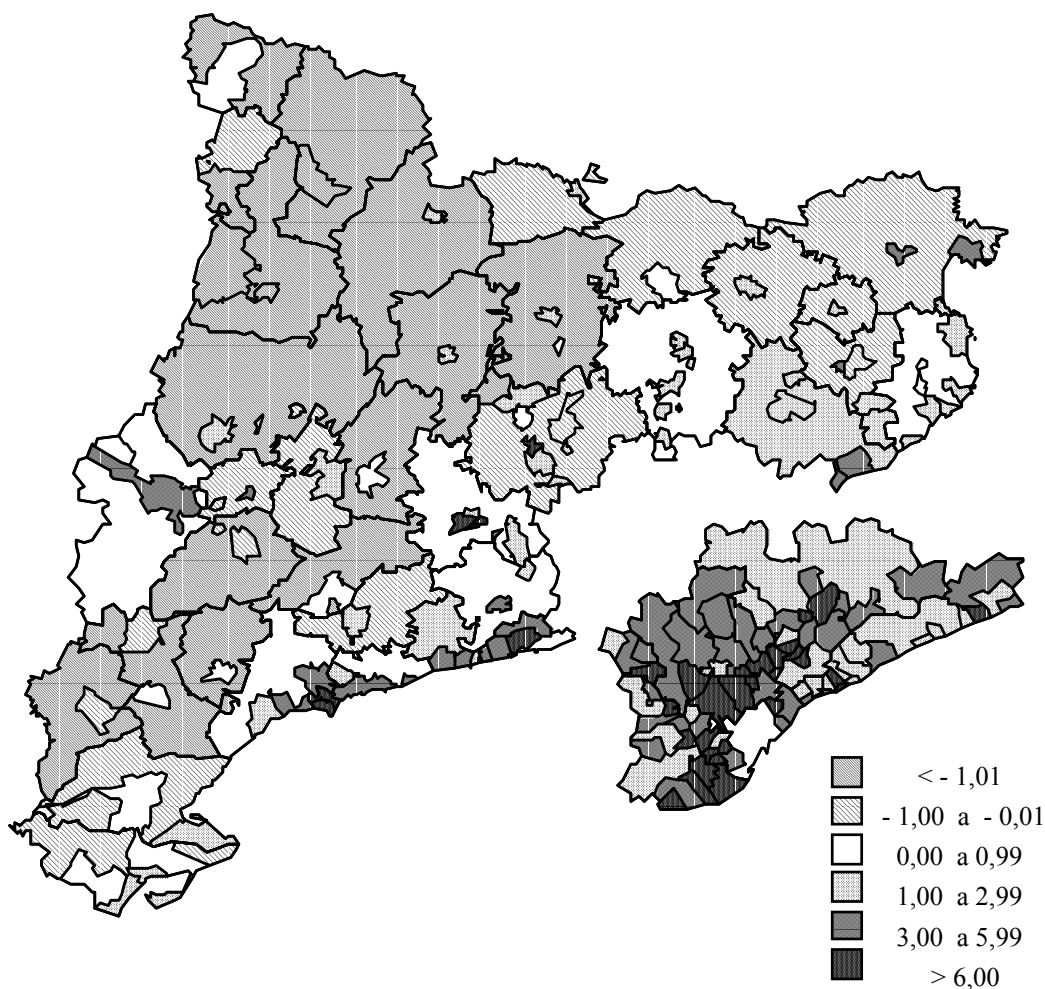 < - 1,01
- 1,00 a - 0,01
0,00 a 0,99
1,00 a 2,99
3,00 a 5,99
> 6,00